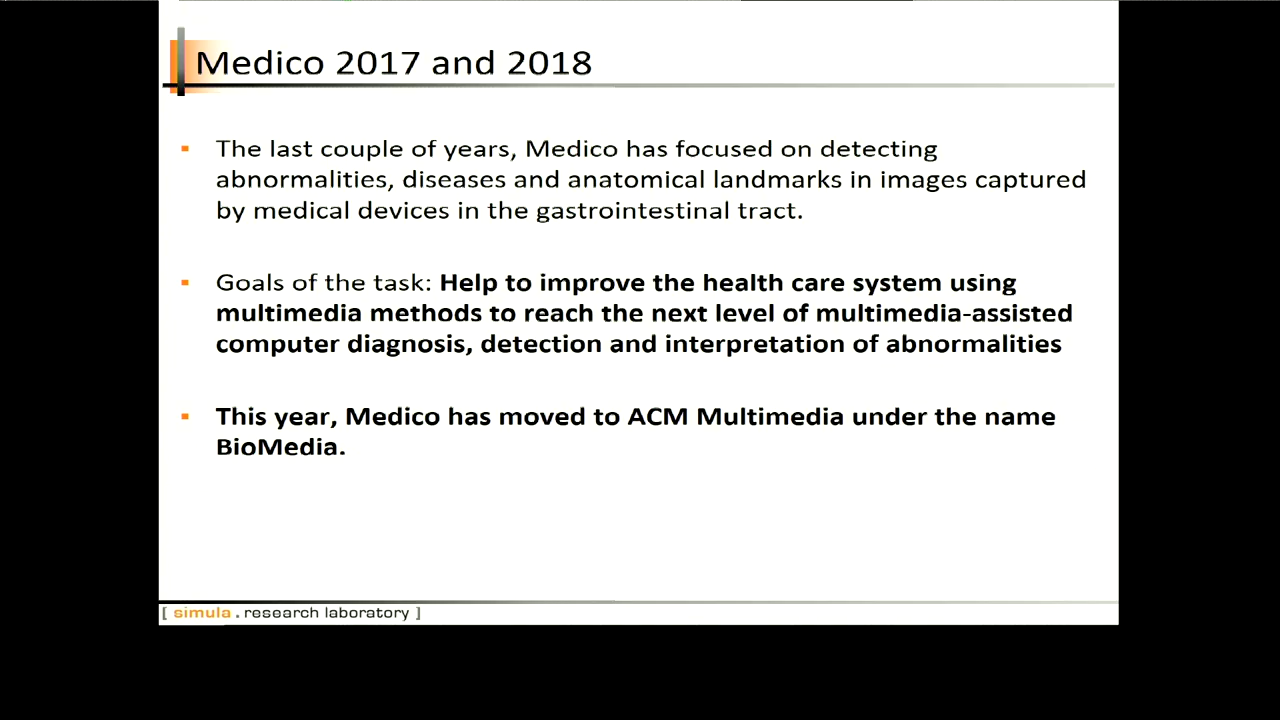 Medico 2017 and 2018
▪ The last couple of years, Medico has focused on detecting
abnormalities, diseases and anatomical landmarks in images captured
by medical devices in the gastrointestinal tract.
▪ Goals of the task: Help to improve the health care system using
multimedia methods to reach the next level of multimedia-assisted
computer diagnosis, detection and interpretation of abnormalities
▪ This year, Medico has moved to ACM Multimedia under the name
BioMedia.
[ simula . research laboratory ]